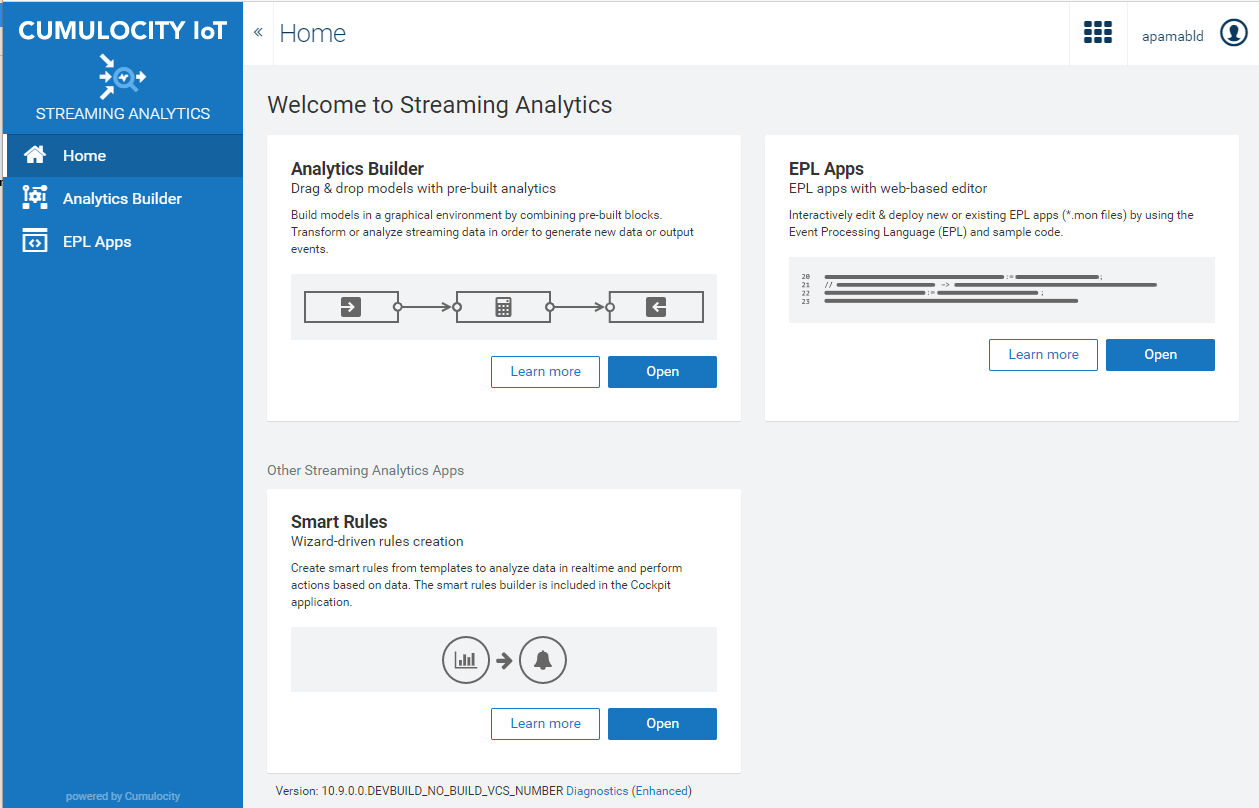 CUMULOCITY IoT
STREAMING ANALYTICS
Home
Analytics Builder
EPL Apps
powered by Cumulocity
«
Home
apamabld
Welcome to Streaming Analytics
Analytics Builder
Drag & drop models with pre-built analytics
Build models in a graphical environment by combining pre-built blocks.
Transform or analyze streaming data in order to generate new data or output
events.
Learn more
Open
EPL Apps
EPL apps with web-based editor
Interactively edit & deploy new or existing EPL apps (*.mon files) by using the
Event Processing Language (EPL) and sample code.
20 := ;
21 // ->
22 := ;
23
Learn more
Open
Other Streaming Analytics Apps
Smart Rules
Wizard-driven rules creation
Create smart rules from templates to analyze data in realtime and perform
actions based on data. The smart rules builder is included in the Cockpit
application.
Learn more
Open
Version: 10.9.0.0.DEVBUILD_NO_BUILD_VCS_NUMBER Diagnostics (Enhanced)